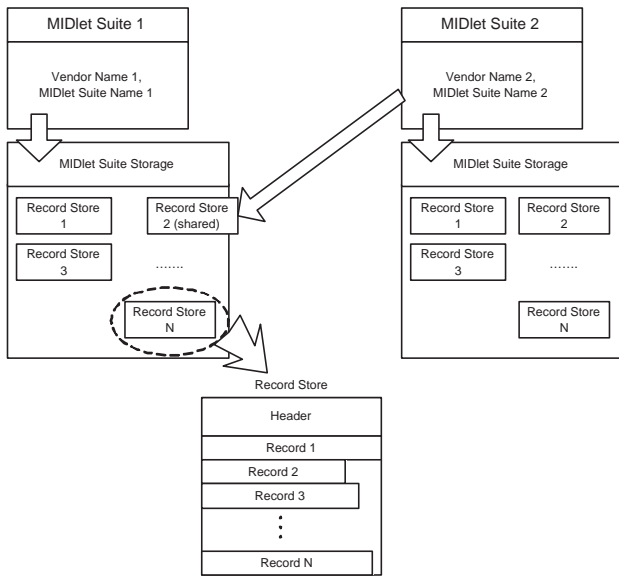 MIDlet Suite 1
Vendor Name 1,
MIDlet Suite Name 1
MIDlet Suite Storage
Record Store
1
Record Store
2 (shared)
Record Store
3
.......
Record Store
N
MIDlet Suite 2
Vendor Name 2,
MIDlet Suite Name 2
MIDlet Suite Storage
Record Store
1
Record Store
2
Record Store
3
.......
Record Store
N
Record Store
Header
Record 1
Record 2
Record 3
Record N